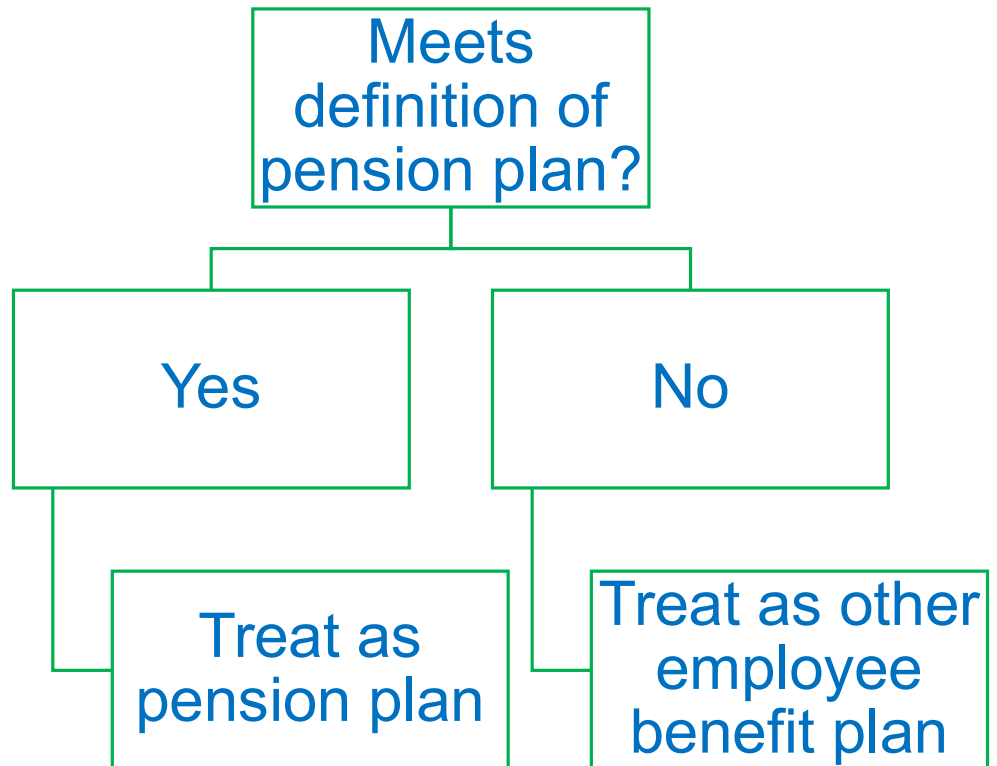 Meets
definition of
pension plan?
Yes
No
Treat as
pension plan
Treat as other
employee
benefit plan